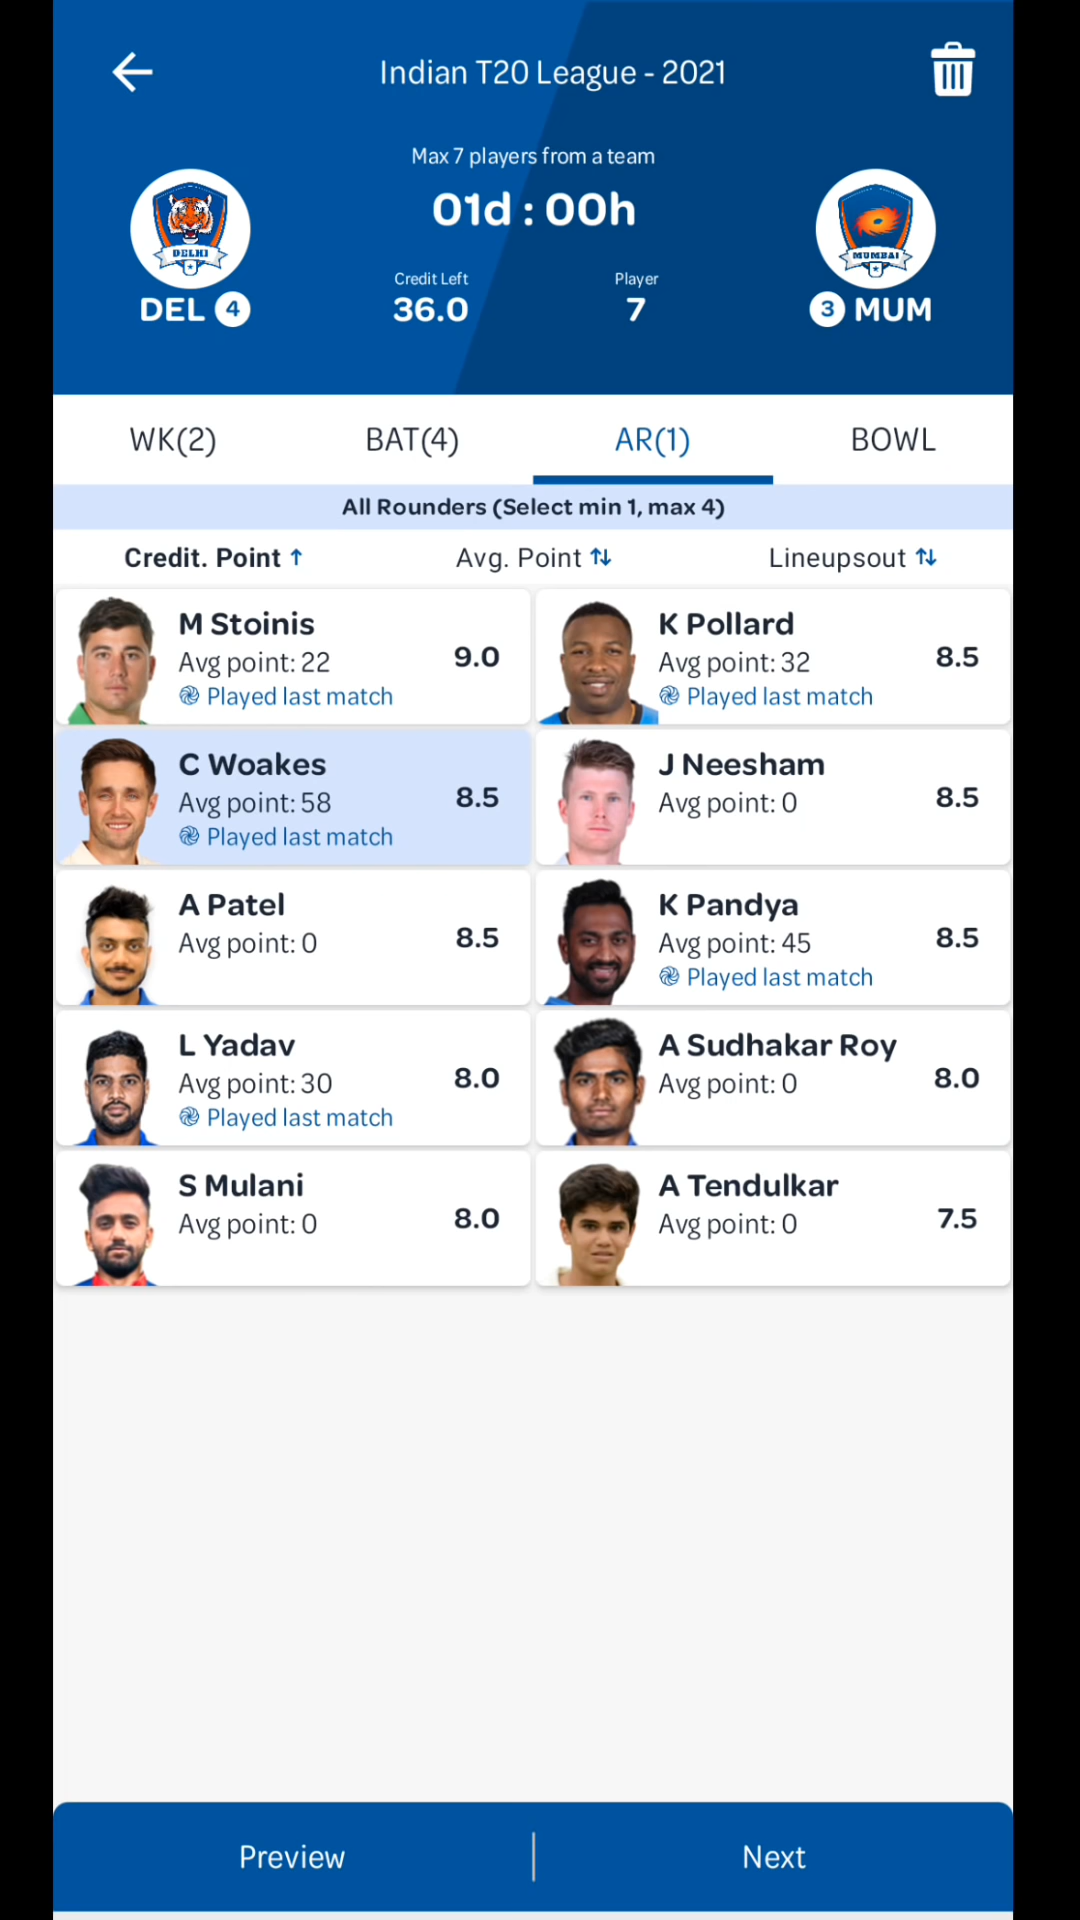 Indian T20 League - 2021
Max 7 players from a team
01d : 00h
DELHI
MUMBAI
Credit Left
Player
DEL 4
36.0
7
3 MUM
WK(2)
BAT(4)
AR(1)
BOWL
All Rounders (Select min 1, max 4)
Credit. Point ↑
Avg. Point ↑↓
Lineupsout ↑↓
M Stoinis
Avg point: 22
Played last match
9.0
K Pollard
Avg point: 32
Played last match
8.5
C Woakes
Avg point: 58
Played last match
8.5
J Neesham
Avg point: 0
8.5
A Patel
Avg point: 0
8.5
K Pandya
Avg point: 45
Played last match
8.5
L Yadav
Avg point: 30
Played last match
8.0
A Sudhakar Roy
Avg point: 0
8.0
S Mulani
Avg point: 0
8.0
A Tendulkar
Avg point: 0
7.5
Preview
Next